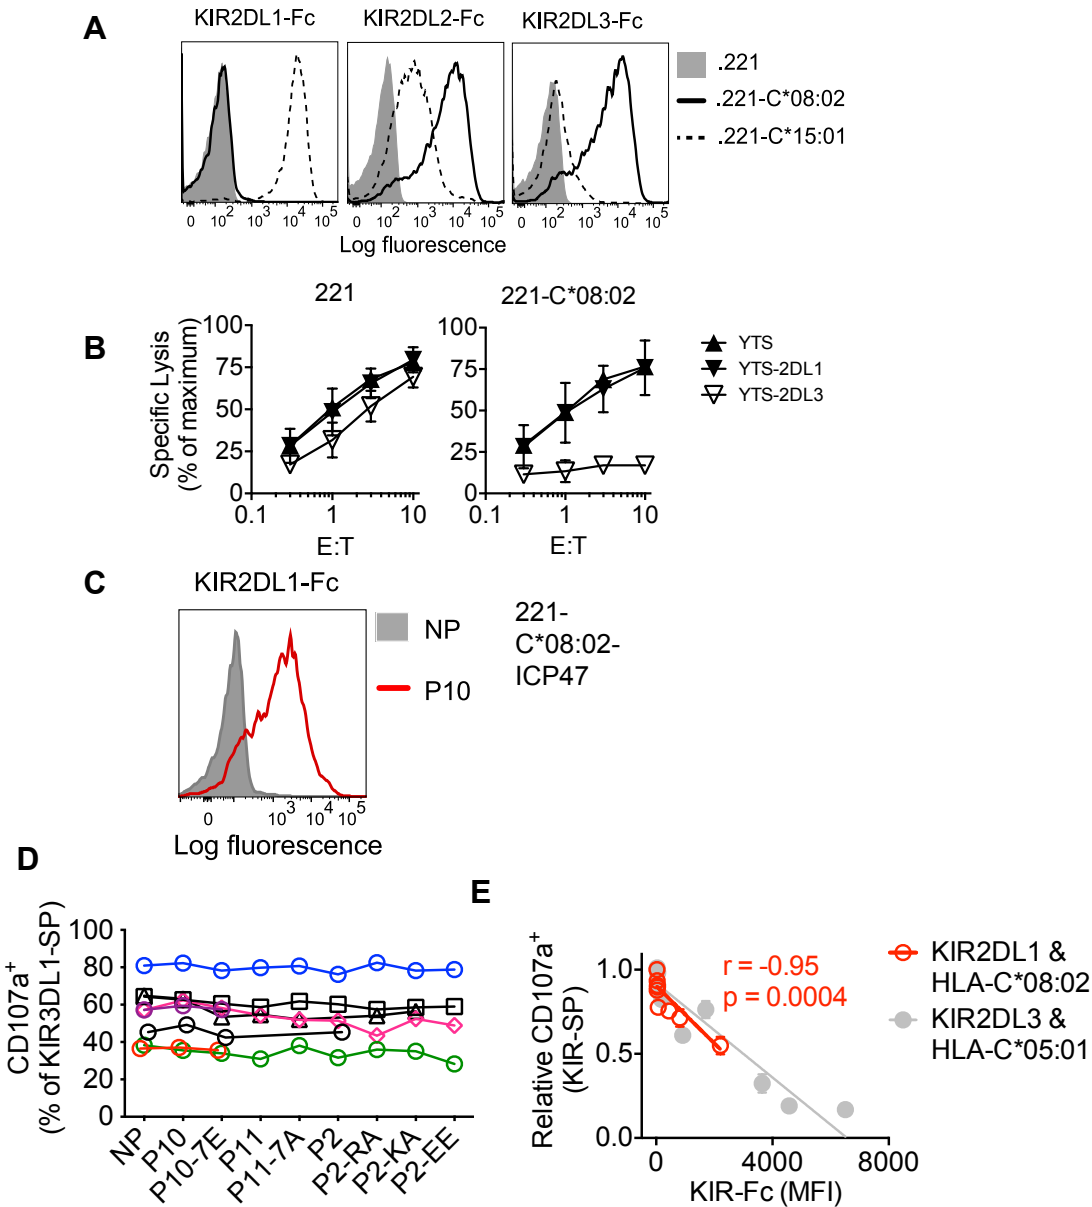 A
KIR2DL1-Fc
KIR2DL2-Fc
KIR2DL3-Fc
0 10² 10³ 10⁴ 10⁵
0 10² 10³ 10⁴ 10⁵
0 10² 10³ 10⁴ 10⁵
Log fluorescence
.221
.221-C*08:02
.221-C*15:01
B
221
221-C*08:02
Specific Lysis
(% of maximum)
100
75
50
25
0
0.1 1 10
E:T
100
75
50
25
0
0.1 1 10
E:T
YTS
YTS-2DL1
YTS-2DL3
C
KIR2DL1-Fc
0 10³ 10⁴ 10⁵
Log fluorescence
NP
P10
221-
C*08:02-
ICP47
D
CD107a⁺
(% of KIR3DL1-SP)
100
80
60
40
20
0
NP
P10
P10-7E
P11
P11-7A
P2
P2-RA
P2-KA
P2-EE
E
Relative CD107a⁺
(KIR-SP)
1.0
0.5
0.0
0 4000 8000
KIR-Fc (MFI)
r = -0.95
p = 0.0004
KIR2DL1 &
HLA-C*08:02
KIR2DL3 &
HLA-C*05:01